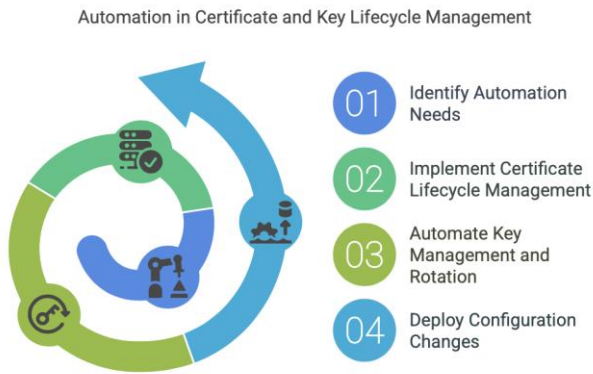 Automation in Certificate and Key Lifecycle Management
01
Identify Automation
Needs
02
Implement Certificate
Lifecycle Management
03
Automate Key
Management and
Rotation
04
Deploy Configuration
Changes